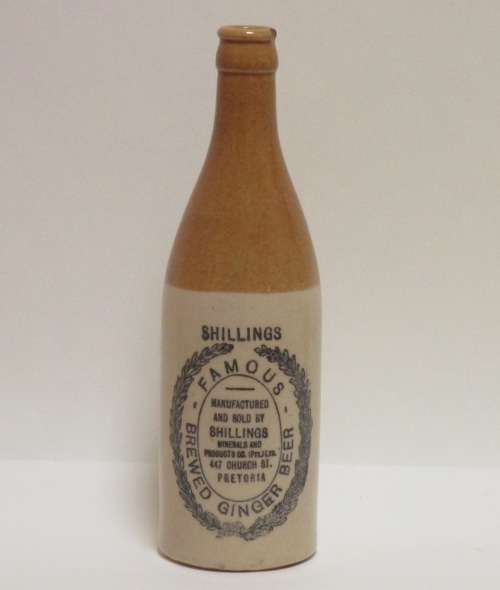 SHILLINGS
- FAMOUS -
MANUFACTURED
AND SOLD BY
SHILLINGS
MINERALS AND
PRODUCTS CO. (PTY.) LTD.
447 CHURCH ST.
PRETORIA
BREWED GINGER BEER